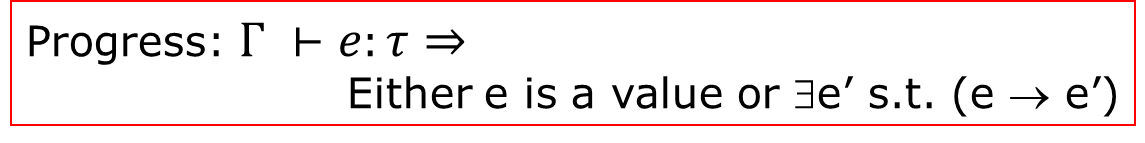 Progress: Γ ⊢ e: τ ⇒
Either e is a value or ∃e’ s.t. (e → e’)